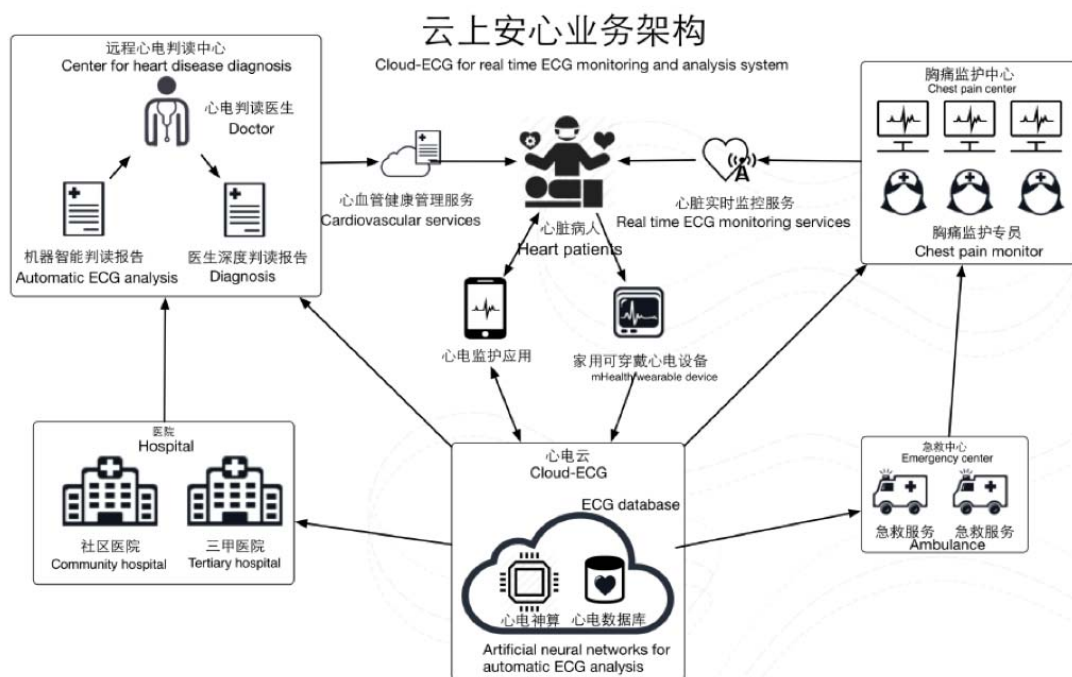 云上安心业务架构
Cloud-ECG for real time ECG monitoring and analysis system
远程心电判读中心
Center for heart disease diagnosis
心电判读医生
Doctor
机器智能判读报告
Automatic ECG analysis
医生深度判读报告
Diagnosis
心血管健康管理服务
Cardiovascular services
心脏病人
Heart patients
心脏实时监控服务
Real time ECG monitoring services
A
胸痛监护中心
Chest pain center
胸痛监护专员
Chest pain monitor
心电监护应用
家用可穿戴心电设备
mHealth/wearable device
医院
Hospital
社区医院
Community hospital
三甲医院
Tertiary hospital
心电云
Cloud-ECG
ECG database
心电神算
心电数据库
Artificial neural networks for
automatic ECG analysis
急救中心
Emergency center
急救服务
急救服务
Ambulance